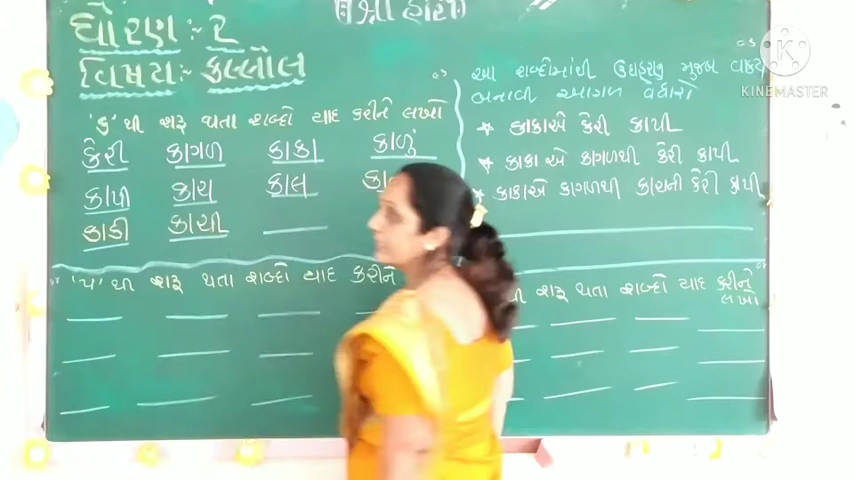 શ્રી હરિ
ધોરણ :- ૨
વિષય :- કલ્લોલ
'ક' થી શરૂ થતા શબ્દો યાદ કરીને લખો
કેરી કાગળ કાકા કાળું
કાપી કાચ કાલ
કાકી કાચી
આ શબ્દોમાંથી ઉદાહરણ મુજબ વાક્ય
બનાવી આગળ વધારો
★ કાકાએ કેરી કાપી
★ કાકા એ કાગળથી કેરી કાપી
★ કાકાએ કાગળથી કાચની કેરી કાપી
'પ' થી શરૂ થતા શબ્દો યાદ કરીને
થી શરૂ થતા શબ્દો યાદ કરીને
લખો
KINEMASTER